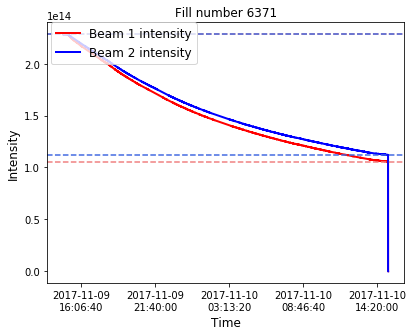 Fill number 6371
1e14
Beam 1 intensity
Beam 2 intensity
2.0
1.5
1.0
0.5
0.0
Intensity
2017-11-09
16:06:40
2017-11-09
21:40:00
2017-11-10
03:13:20
2017-11-10
08:46:40
2017-11-10
14:20:00
Time